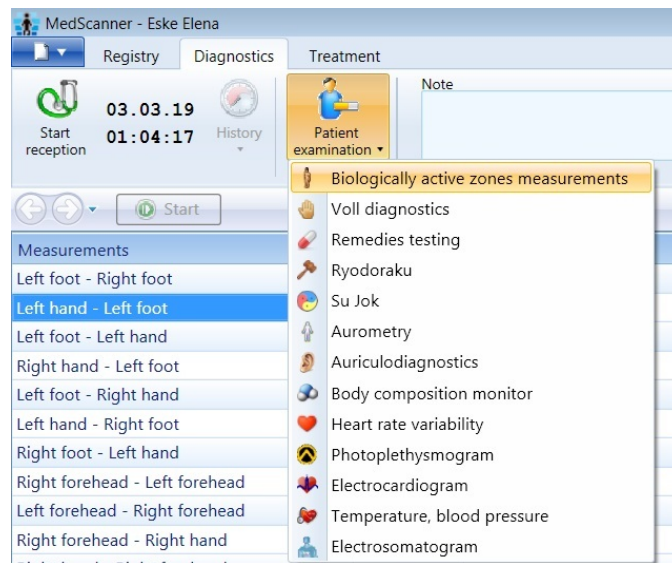 MedScanner - Eske Elena
Registry
Diagnostics
Treatment
Start
reception
03.03.19
01:04:17
History
Patient
examination
Note
Start
Measurements
Left foot - Right foot
Left hand - Left foot
Left foot - Left hand
Right hand - Left foot
Left foot - Right hand
Left hand - Right foot
Right foot - Left hand
Right forehead - Left forehead
Left forehead - Right forehead
Right forehead - Right hand
Biologically active zones measurements
Voll diagnostics
Remedies testing
Ryodoraku
Su Jok
Aurometry
Auriculodiagnostics
Body composition monitor
Heart rate variability
Photoplethysmogram
Electrocardiogram
Temperature, blood pressure
Electrosomatogram